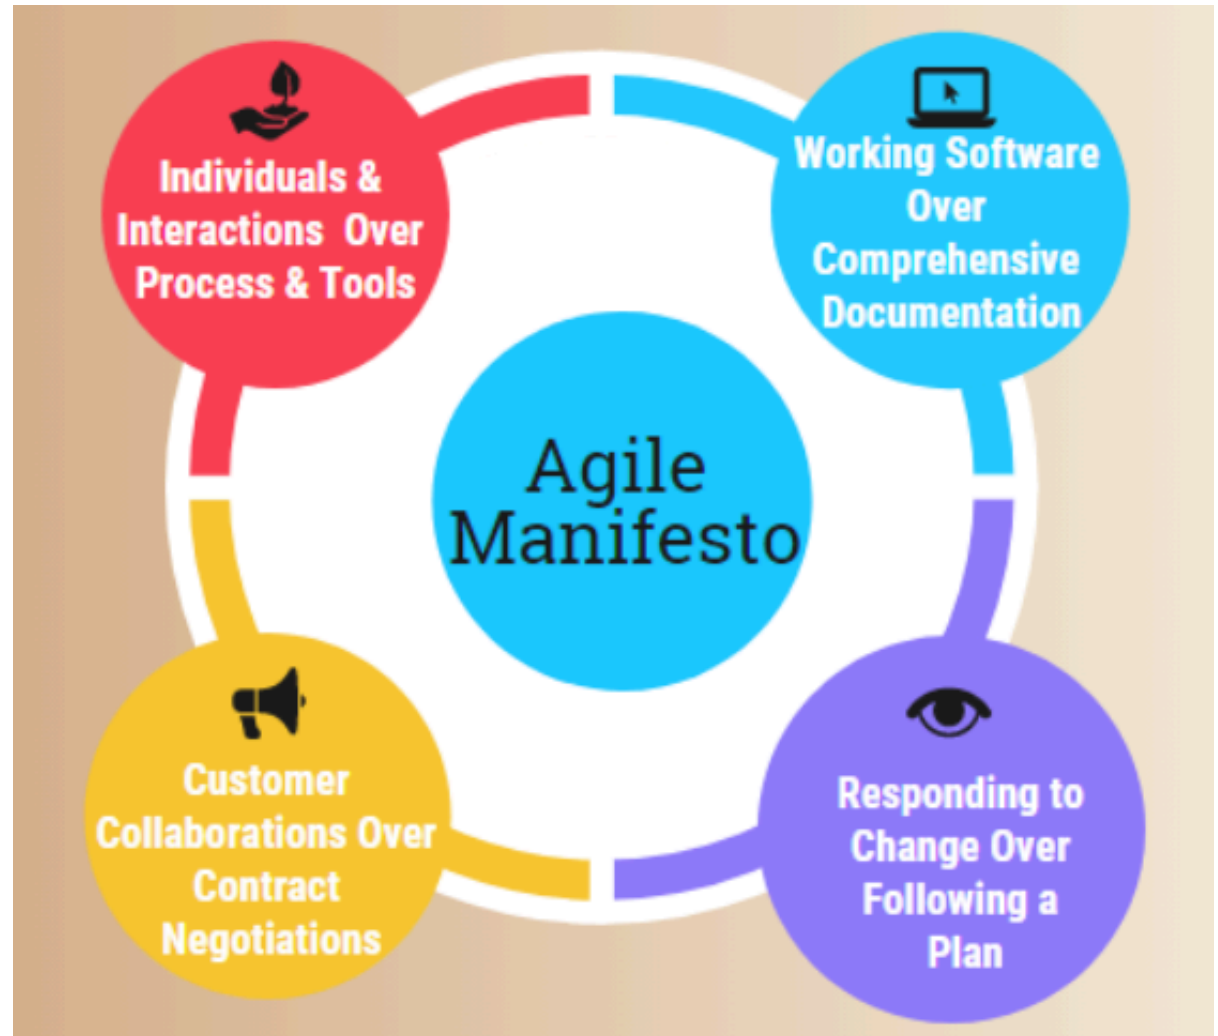 Individuals &
Interactions Over
Process & Tools
Working Software
Over
Comprehensive
Documentation
Agile
Manifesto
Customer
Collaborations Over
Contract
Negotiations
Responding to
Change Over
Following a
Plan